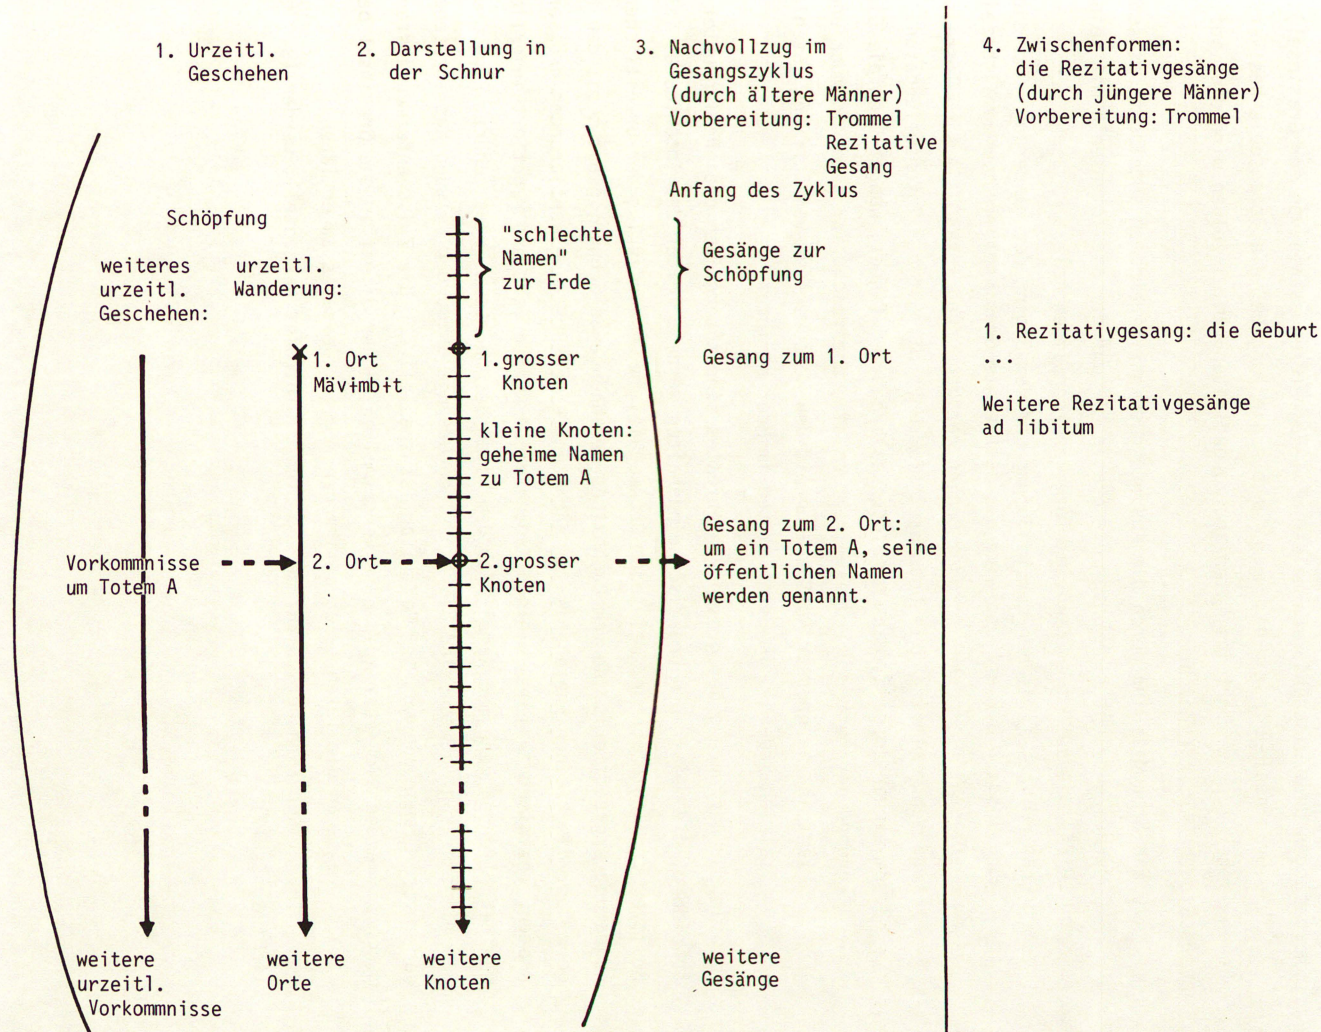 1. Urzeitl.
Geschehen
2. Darstellung in
der Schnur
3. Nachvollzug im
Gesangszyklus
(durch ältere Männer)
Vorbereitung: Trommel
Rezitative
Gesang
Anfang des Zyklus
4. Zwischenformen:
die Rezitativgesänge
(durch jüngere Männer)
Vorbereitung: Trommel
Schöpfung
weiteres
urzeitl.
Geschehen:
urzeitl.
Wanderung:
"schlechte
Namen"
zur Erde
Gesänge zur
Schöpfung
1. Ort
Mävɨmbɨt
1.grosser
Knoten
Gesang zum 1. Ort
1. Rezitativgesang: die Geburt
...
Weitere Rezitativgesänge
ad libitum
kleine Knoten:
geheime Namen
zu Totem A
Vorkommnisse
um Totem A
2. Ort
2.grosser
Knoten
Gesang zum 2. Ort:
um ein Totem A, seine
öffentlichen Namen
werden genannt.
weitere
urzeitl.
Vorkommnisse
weitere
Orte
weitere
Knoten
weitere
Gesänge